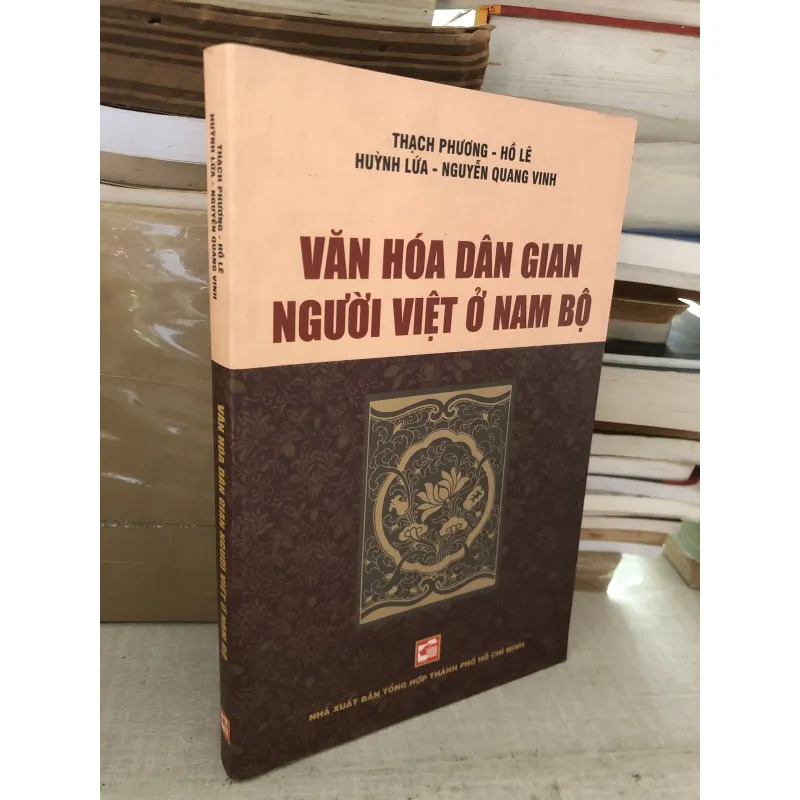 THẠCH PHƯƠNG - HỒ LÊ
HUỲNH LỨA - NGUYỄN QUANG VINH
VĂN HÓA DÂN GIAN
NGƯỜI VIỆT Ở NAM BỘ
NHÀ XUẤT BẢN TỔNG HỢP THÀNH PHỐ HỒ CHÍ MINH
THẠCH PHƯƠNG - HỒ LÊ
HUỲNH LỨA - NGUYỄN QUANG VINH
VĂN HÓA DÂN GIAN NGƯỜI VIỆT Ở NAM BỘ